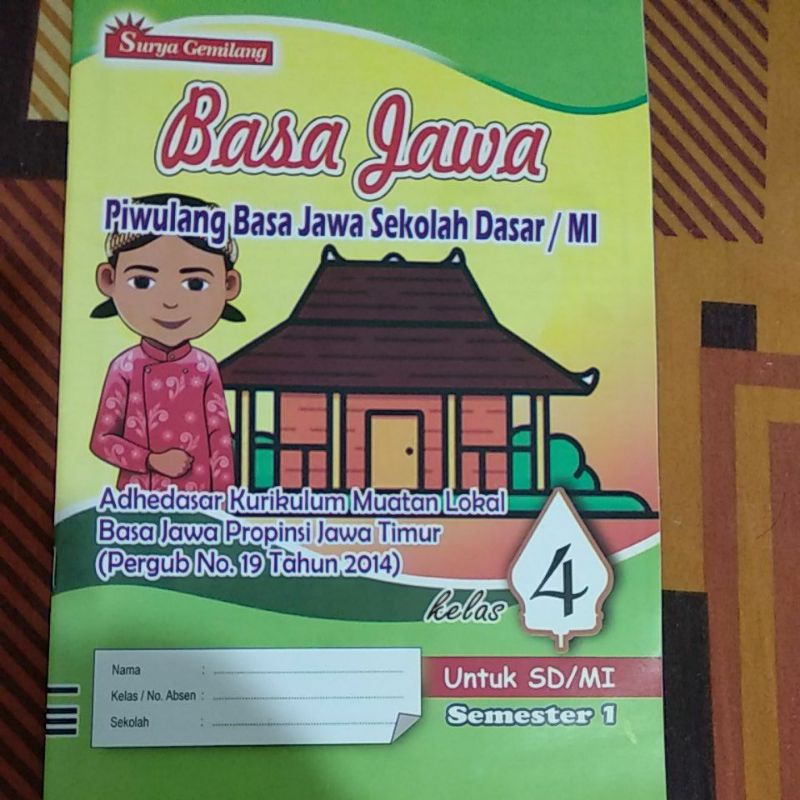 Surya Gemilang
Basa Jawa
Piwulang Basa Jawa Sekolah Dasar / MI
Adhedasar Kurikulum Muatan Lokal
Basa Jawa Propinsi Jawa Timur
(Pergub No. 19 Tahun 2014)
kelas 4
Nama :
Kelas / No. Absen :
Sekolah :
Untuk SD/MI
Semester 1